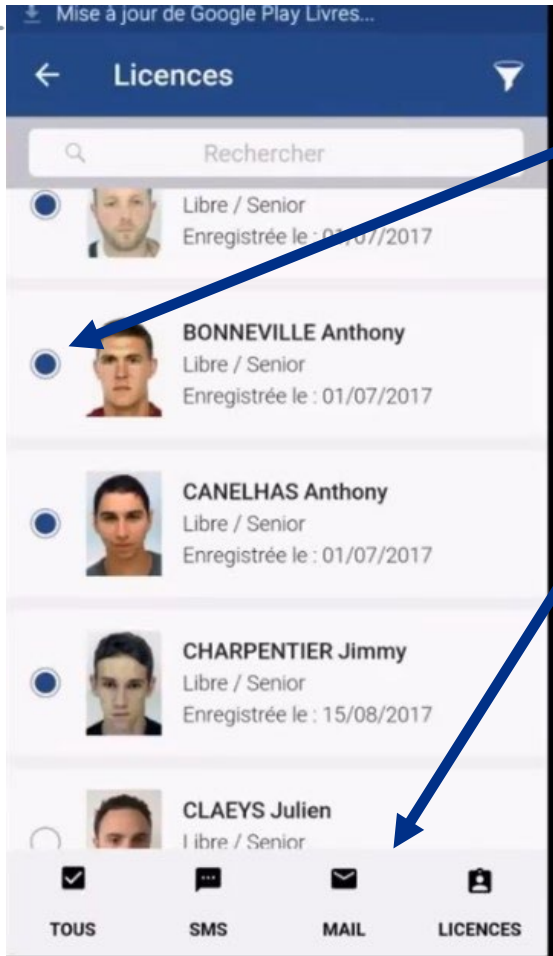 Mise à jour de Google Play Livres...
Licences
Rechercher
Libre / Senior
Enregistrée le : 01/07/2017
BONNEVILLE Anthony
Libre / Senior
Enregistrée le : 01/07/2017
CANELHAS Anthony
Libre / Senior
Enregistrée le : 01/07/2017
CHARPENTIER Jimmy
Libre / Senior
Enregistrée le : 15/08/2017
CLAEYS Julien
Libre / Senior
TOUS
SMS
MAIL
LICENCES